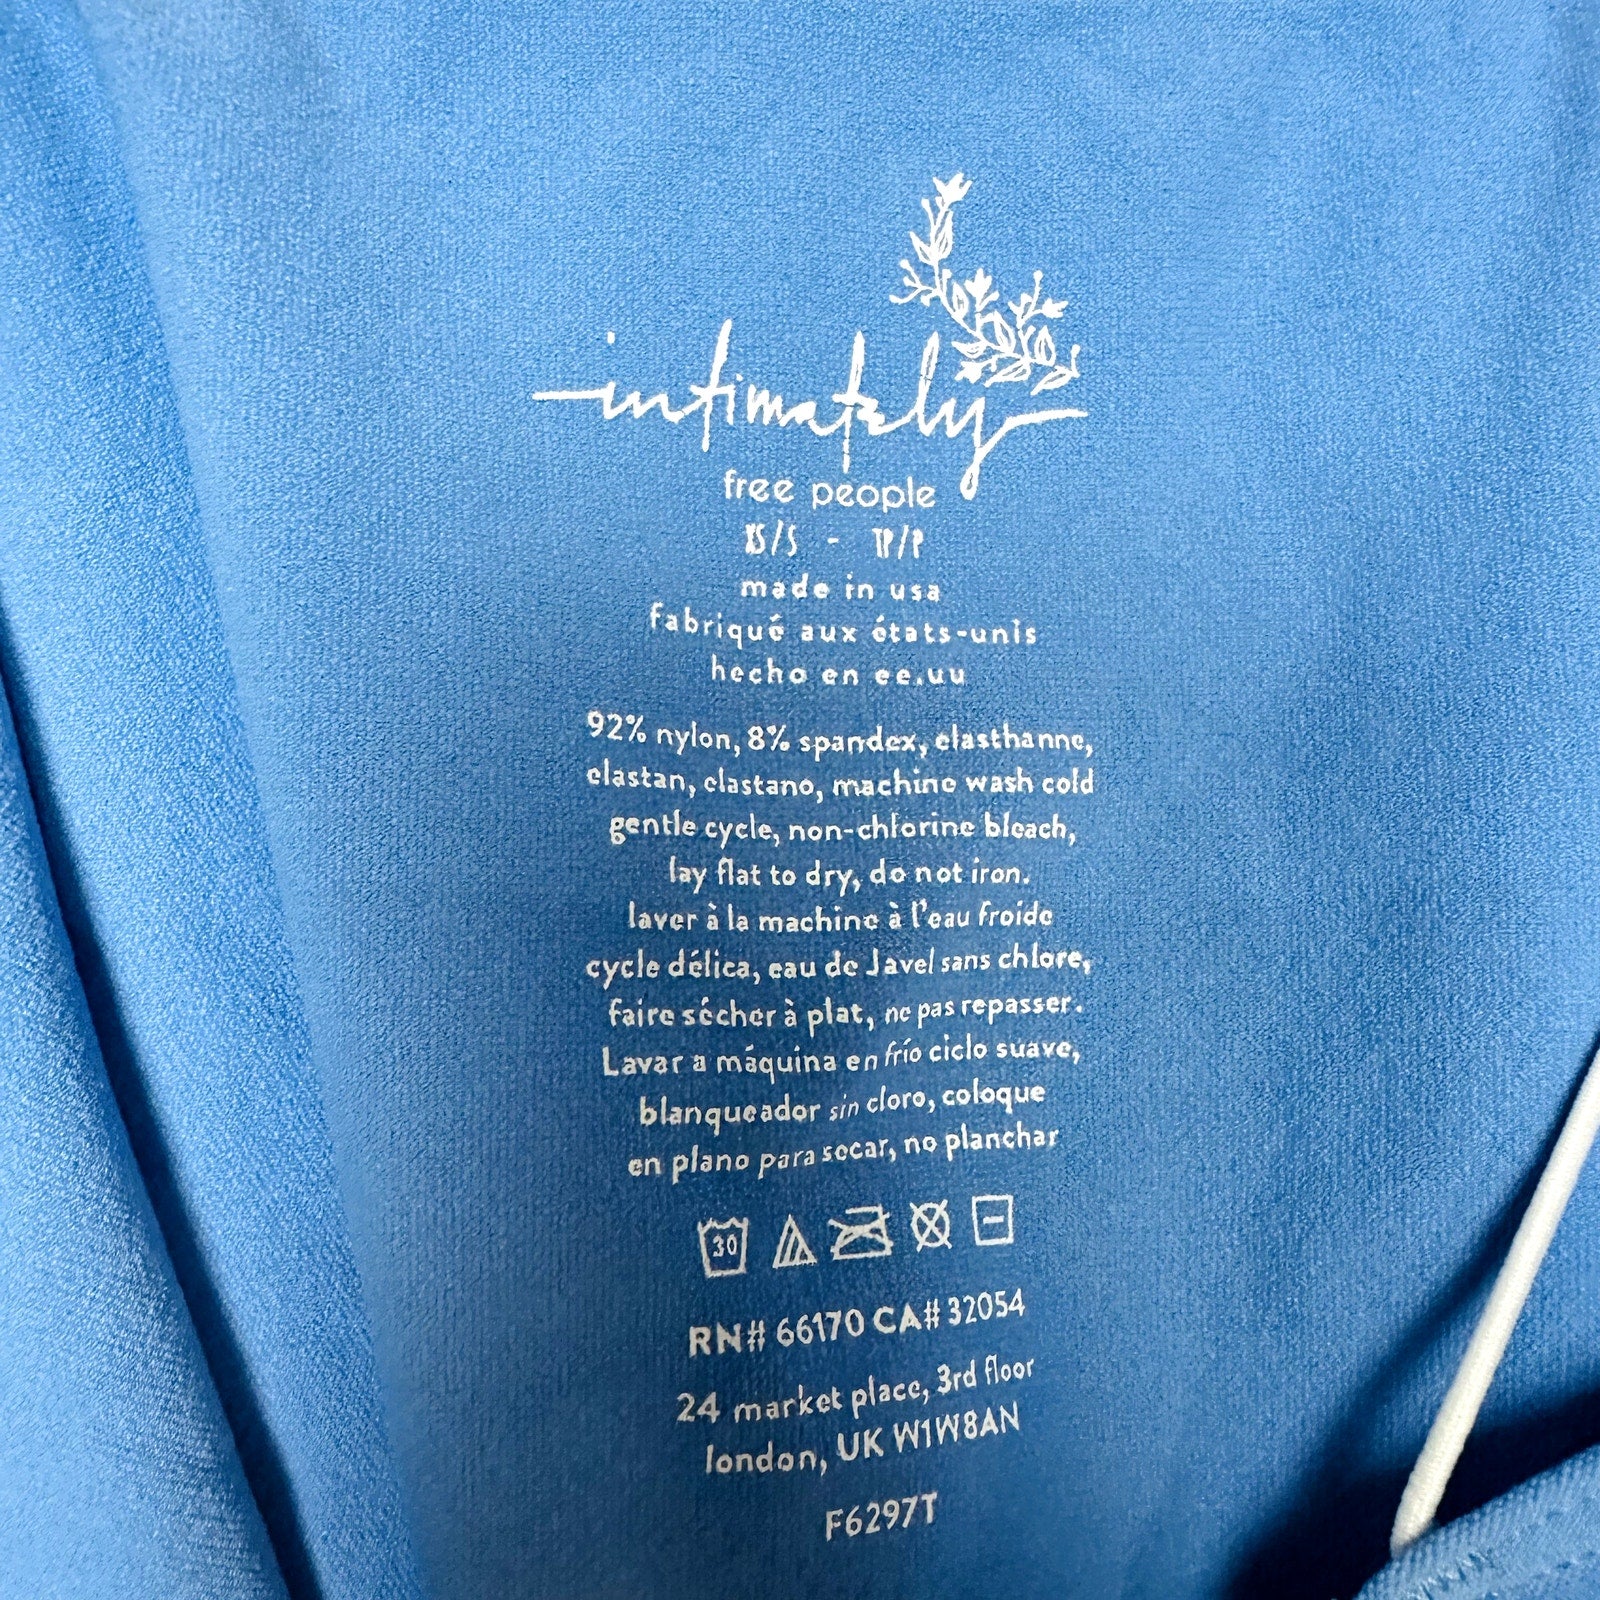 intimately
free people
XS/S - TP/P
made in usa
fabriqué aux états-unis
hecho en ee.uu
92% nylon, 8% spandex, elasthanne,
elastan, elastano, machine wash cold
gentle cycle, non-chlorine bleach,
lay flat to dry, do not iron.
laver à la machine à l'eau froide
cycle délica, eau de Javel sans chlore,
faire sécher à plat, ne pas repasser.
Lavar a máquina en frío ciclo suave,
blanqueador sin cloro, coloque
en plano para secar, no planchar
30
RN# 66170 CA# 32054
24 market place, 3rd floor
london, UK W1W8AN
F6297T